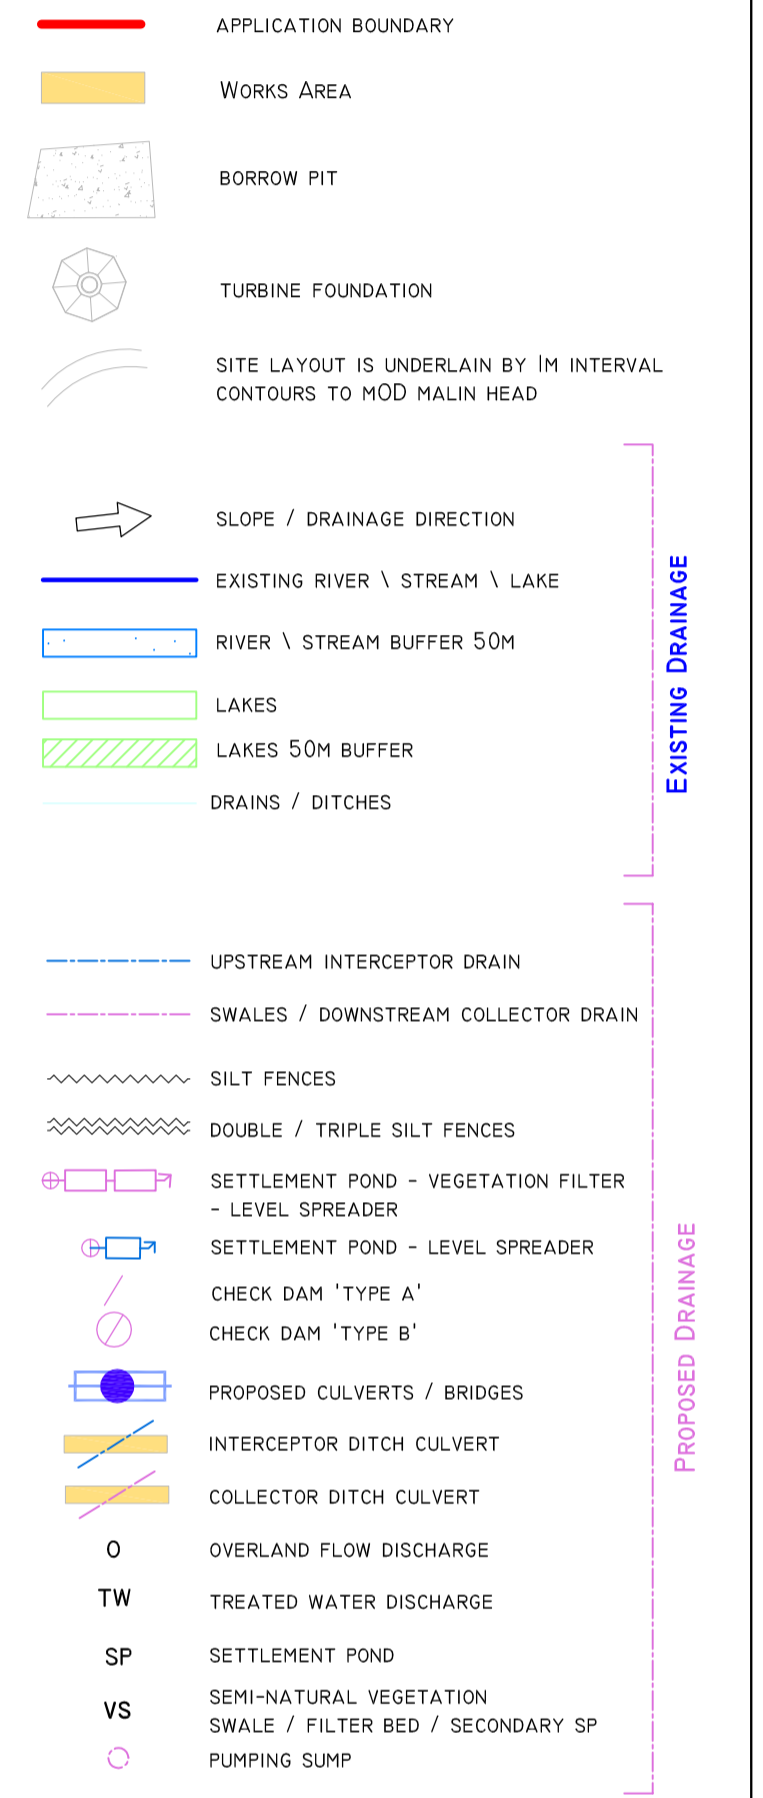 APPLICATION BOUNDARY
WORKS AREA
BORROW PIT
TURBINE FOUNDATION
SITE LAYOUT IS UNDERLAIN BY 1M INTERVAL
CONTOURS TO mOD MALIN HEAD
EXISTING DRAINAGE
SLOPE / DRAINAGE DIRECTION
EXISTING RIVER \ STREAM \ LAKE
RIVER \ STREAM BUFFER 50M
LAKES
LAKES 50M BUFFER
DRAINS / DITCHES
PROPOSED DRAINAGE
UPSTREAM INTERCEPTOR DRAIN
SWALES / DOWNSTREAM COLLECTOR DRAIN
SILT FENCES
DOUBLE / TRIPLE SILT FENCES
SETTLEMENT POND - VEGETATION FILTER
- LEVEL SPREADER
SETTLEMENT POND - LEVEL SPREADER
CHECK DAM 'TYPE A'
CHECK DAM 'TYPE B'
PROPOSED CULVERTS / BRIDGES
INTERCEPTOR DITCH CULVERT
COLLECTOR DITCH CULVERT
O OVERLAND FLOW DISCHARGE
TW TREATED WATER DISCHARGE
SP SETTLEMENT POND
VS SEMI-NATURAL VEGETATION
SWALE / FILTER BED / SECONDARY SP
PUMPING SUMP